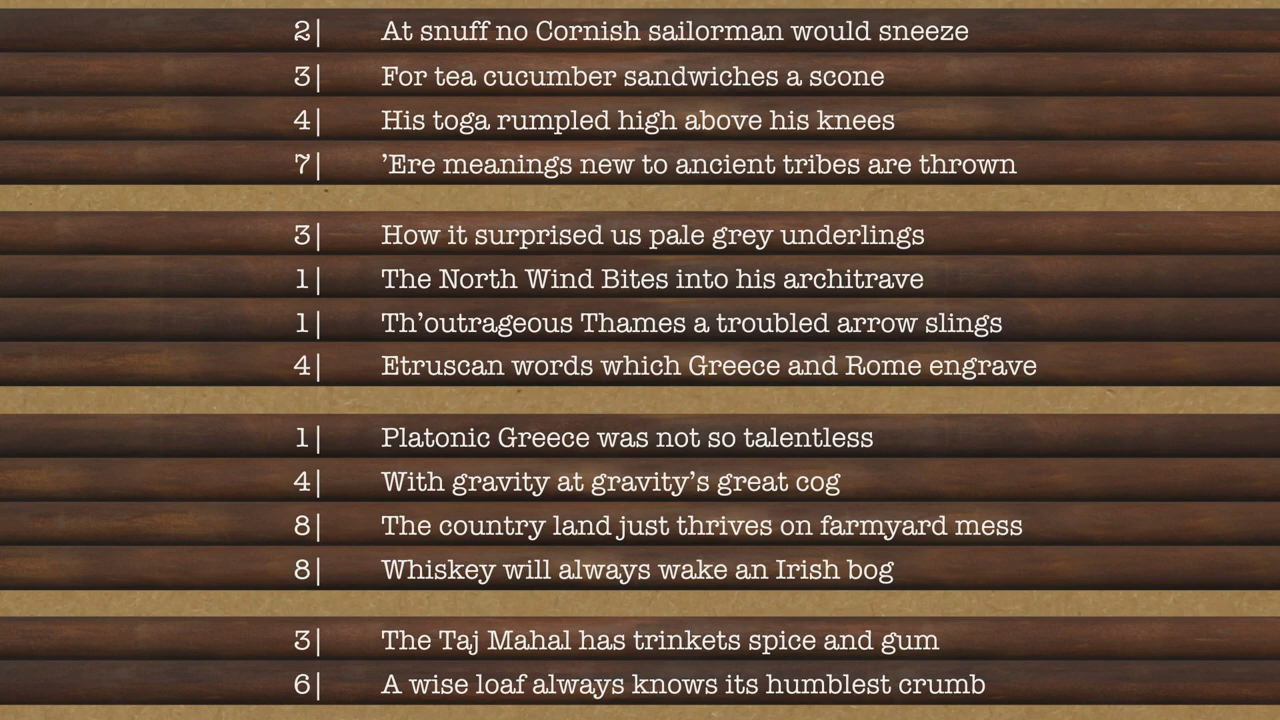 2| At snuff no Cornish sailorman would sneeze
3| For tea cucumber sandwiches a scone
4| His toga rumpled high above his knees
7| ’Ere meanings new to ancient tribes are thrown
3| How it surprised us pale grey underlings
1| The North Wind Bites into his architrave
1| Th’outrageous Thames a troubled arrow slings
4| Etruscan words which Greece and Rome engrave
1| Platonic Greece was not so talentless
4| With gravity at gravity’s great cog
8| The country land just thrives on farmyard mess
8| Whiskey will always wake an Irish bog
3| The Taj Mahal has trinkets spice and gum
6| A wise loaf always knows its humblest crumb